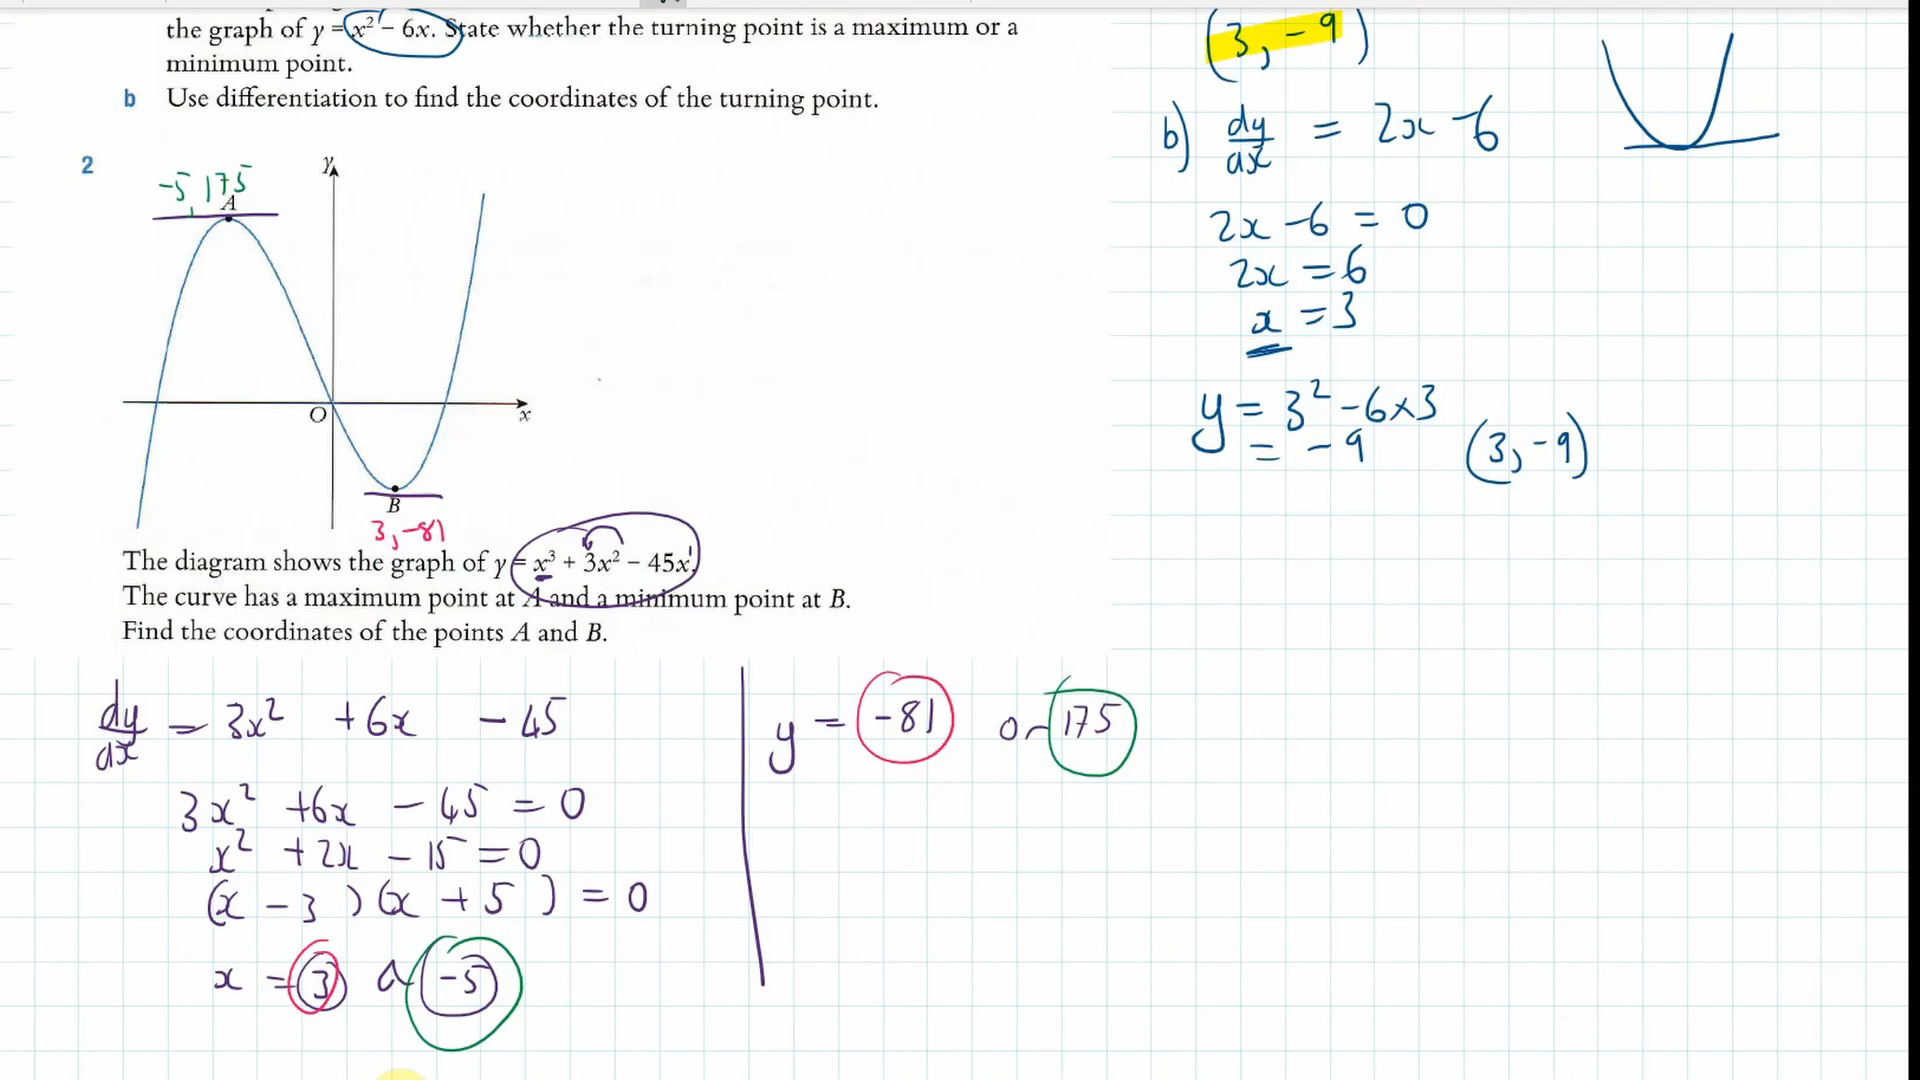 the graph of y = x² – 6x. State whether the turning point is a maximum or a
minimum point.
b Use differentiation to find the coordinates of the turning point.
2
-5, 175
A
y
O
x
B
3, -81
The diagram shows the graph of y = x³ + 3x² – 45x¹.
The curve has a maximum point at A and a minimum point at B.
Find the coordinates of the points A and B.
dy/dx = 3x² +6x - 45
3x² +6x - 45 = 0
x² + 2x - 15 = 0
(x - 3)(x + 5) = 0
x = 3 or -5
y = -81 or 175
(3, -9)
b) dy/dx = 2x - 6
2x - 6 = 0
2x = 6
x = 3
y = 3² - 6×3
= -9 (3, -9)